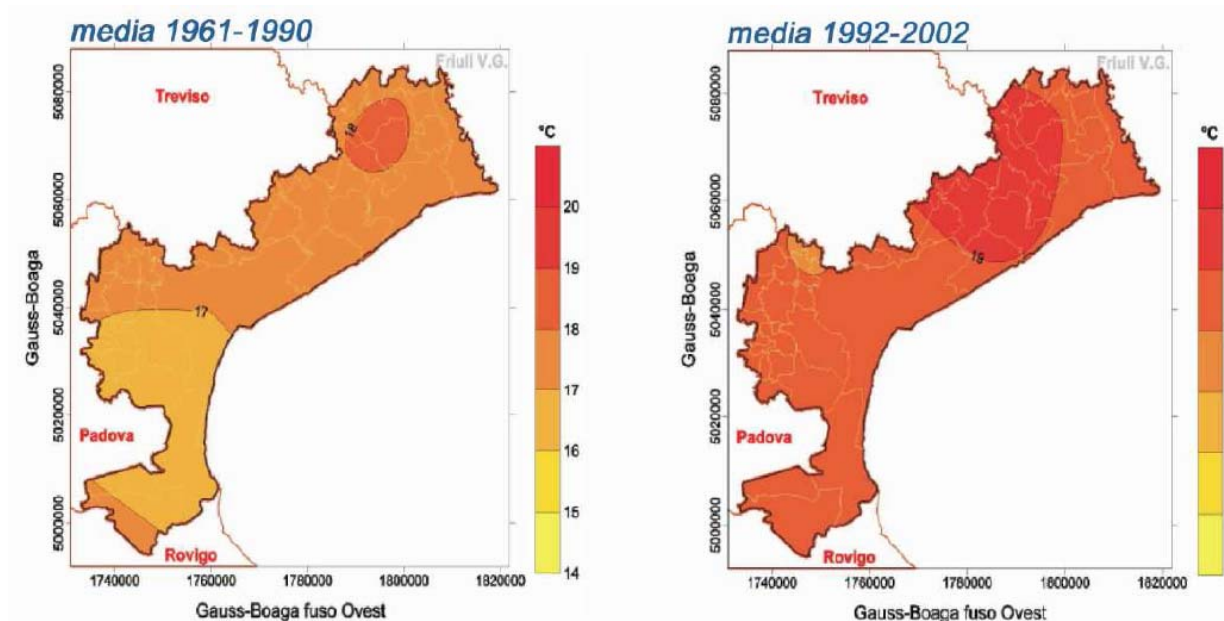 media 1961-1990
Friuli V.G.
Treviso
18
17
Padova
Rovigo
Gauss-Boaga
5080000
5060000
5040000
5020000
5000000
1740000 1760000 1780000 1800000 1820000
Gauss-Boaga fuso Ovest
°C
20
19
18
17
16
15
14
media 1992-2002
Friuli V.G.
Treviso
19
Padova
Rovigo
Gauss-Boaga
5080000
5060000
5040000
5020000
5000000
1740000 1760000 1780000 1800000 1820000
Gauss-Boaga fuso Ovest
°C